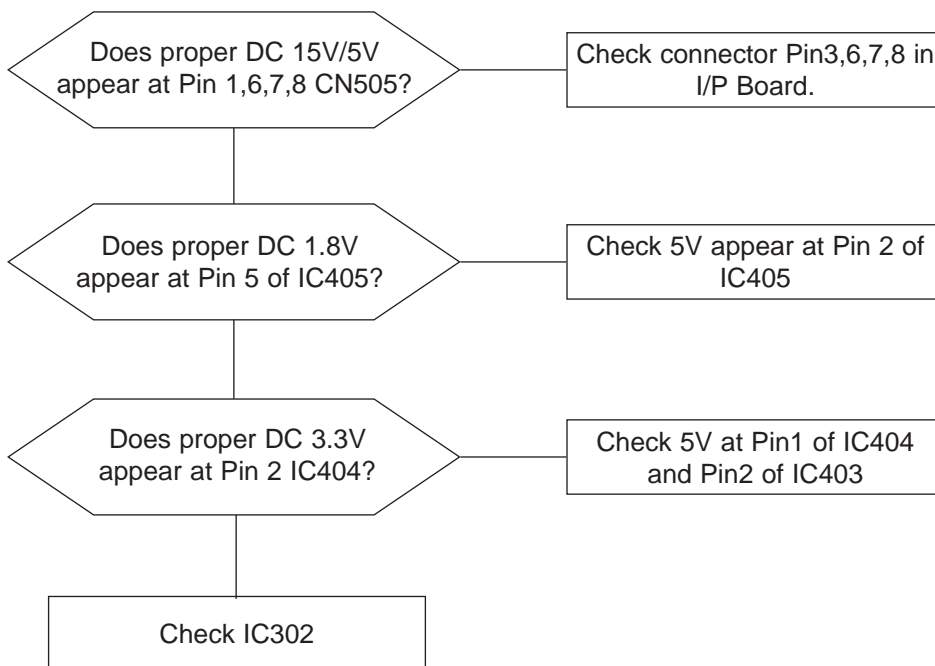 Does proper DC 15V/5V
appear at Pin 1,6,7,8 CN505?
Check connector Pin3,6,7,8 in
I/P Board.
Does proper DC 1.8V
appear at Pin 5 of IC405?
Check 5V appear at Pin 2 of
IC405
Does proper DC 3.3V
appear at Pin 2 IC404?
Check 5V at Pin1 of IC404
and Pin2 of IC403
Check IC302